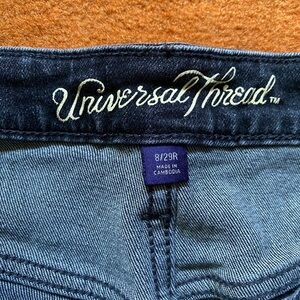 Universal Thread™
8/29R
MADE IN
CAMBODIA